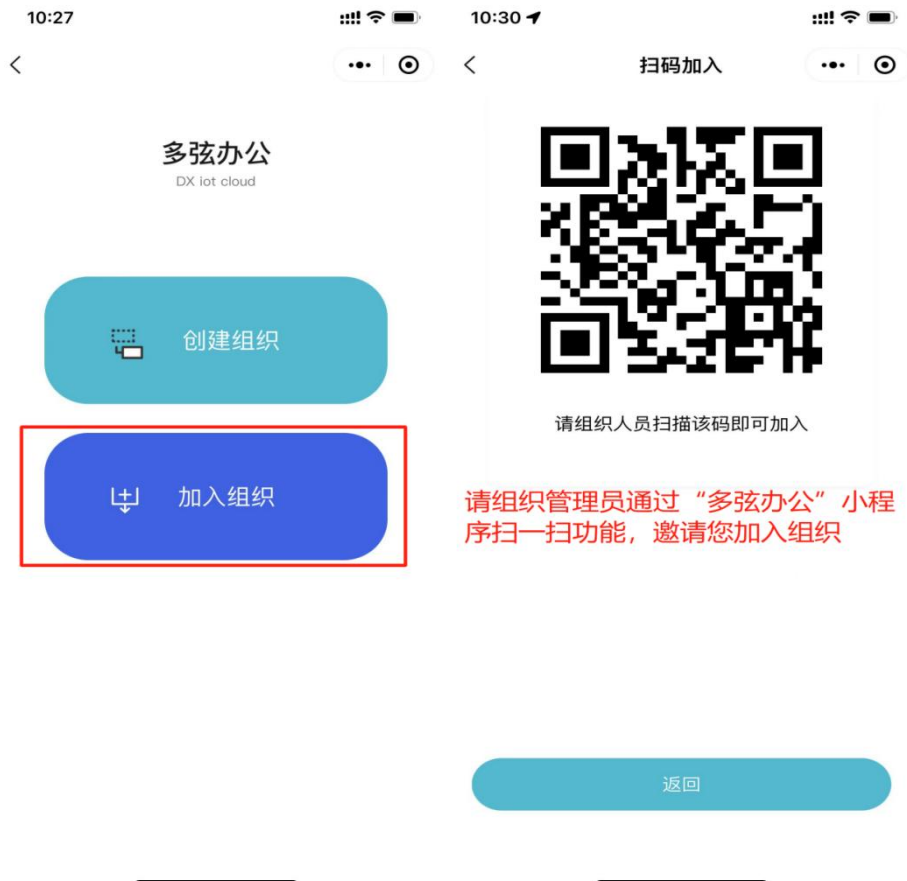 10:27
多弦办公
DX iot cloud
创建组织
加入组织
10:30
扫码加入
请组织人员扫描该码即可加入
请组织管理员通过“多弦办公”小程
序扫一扫功能，邀请您加入组织
返回